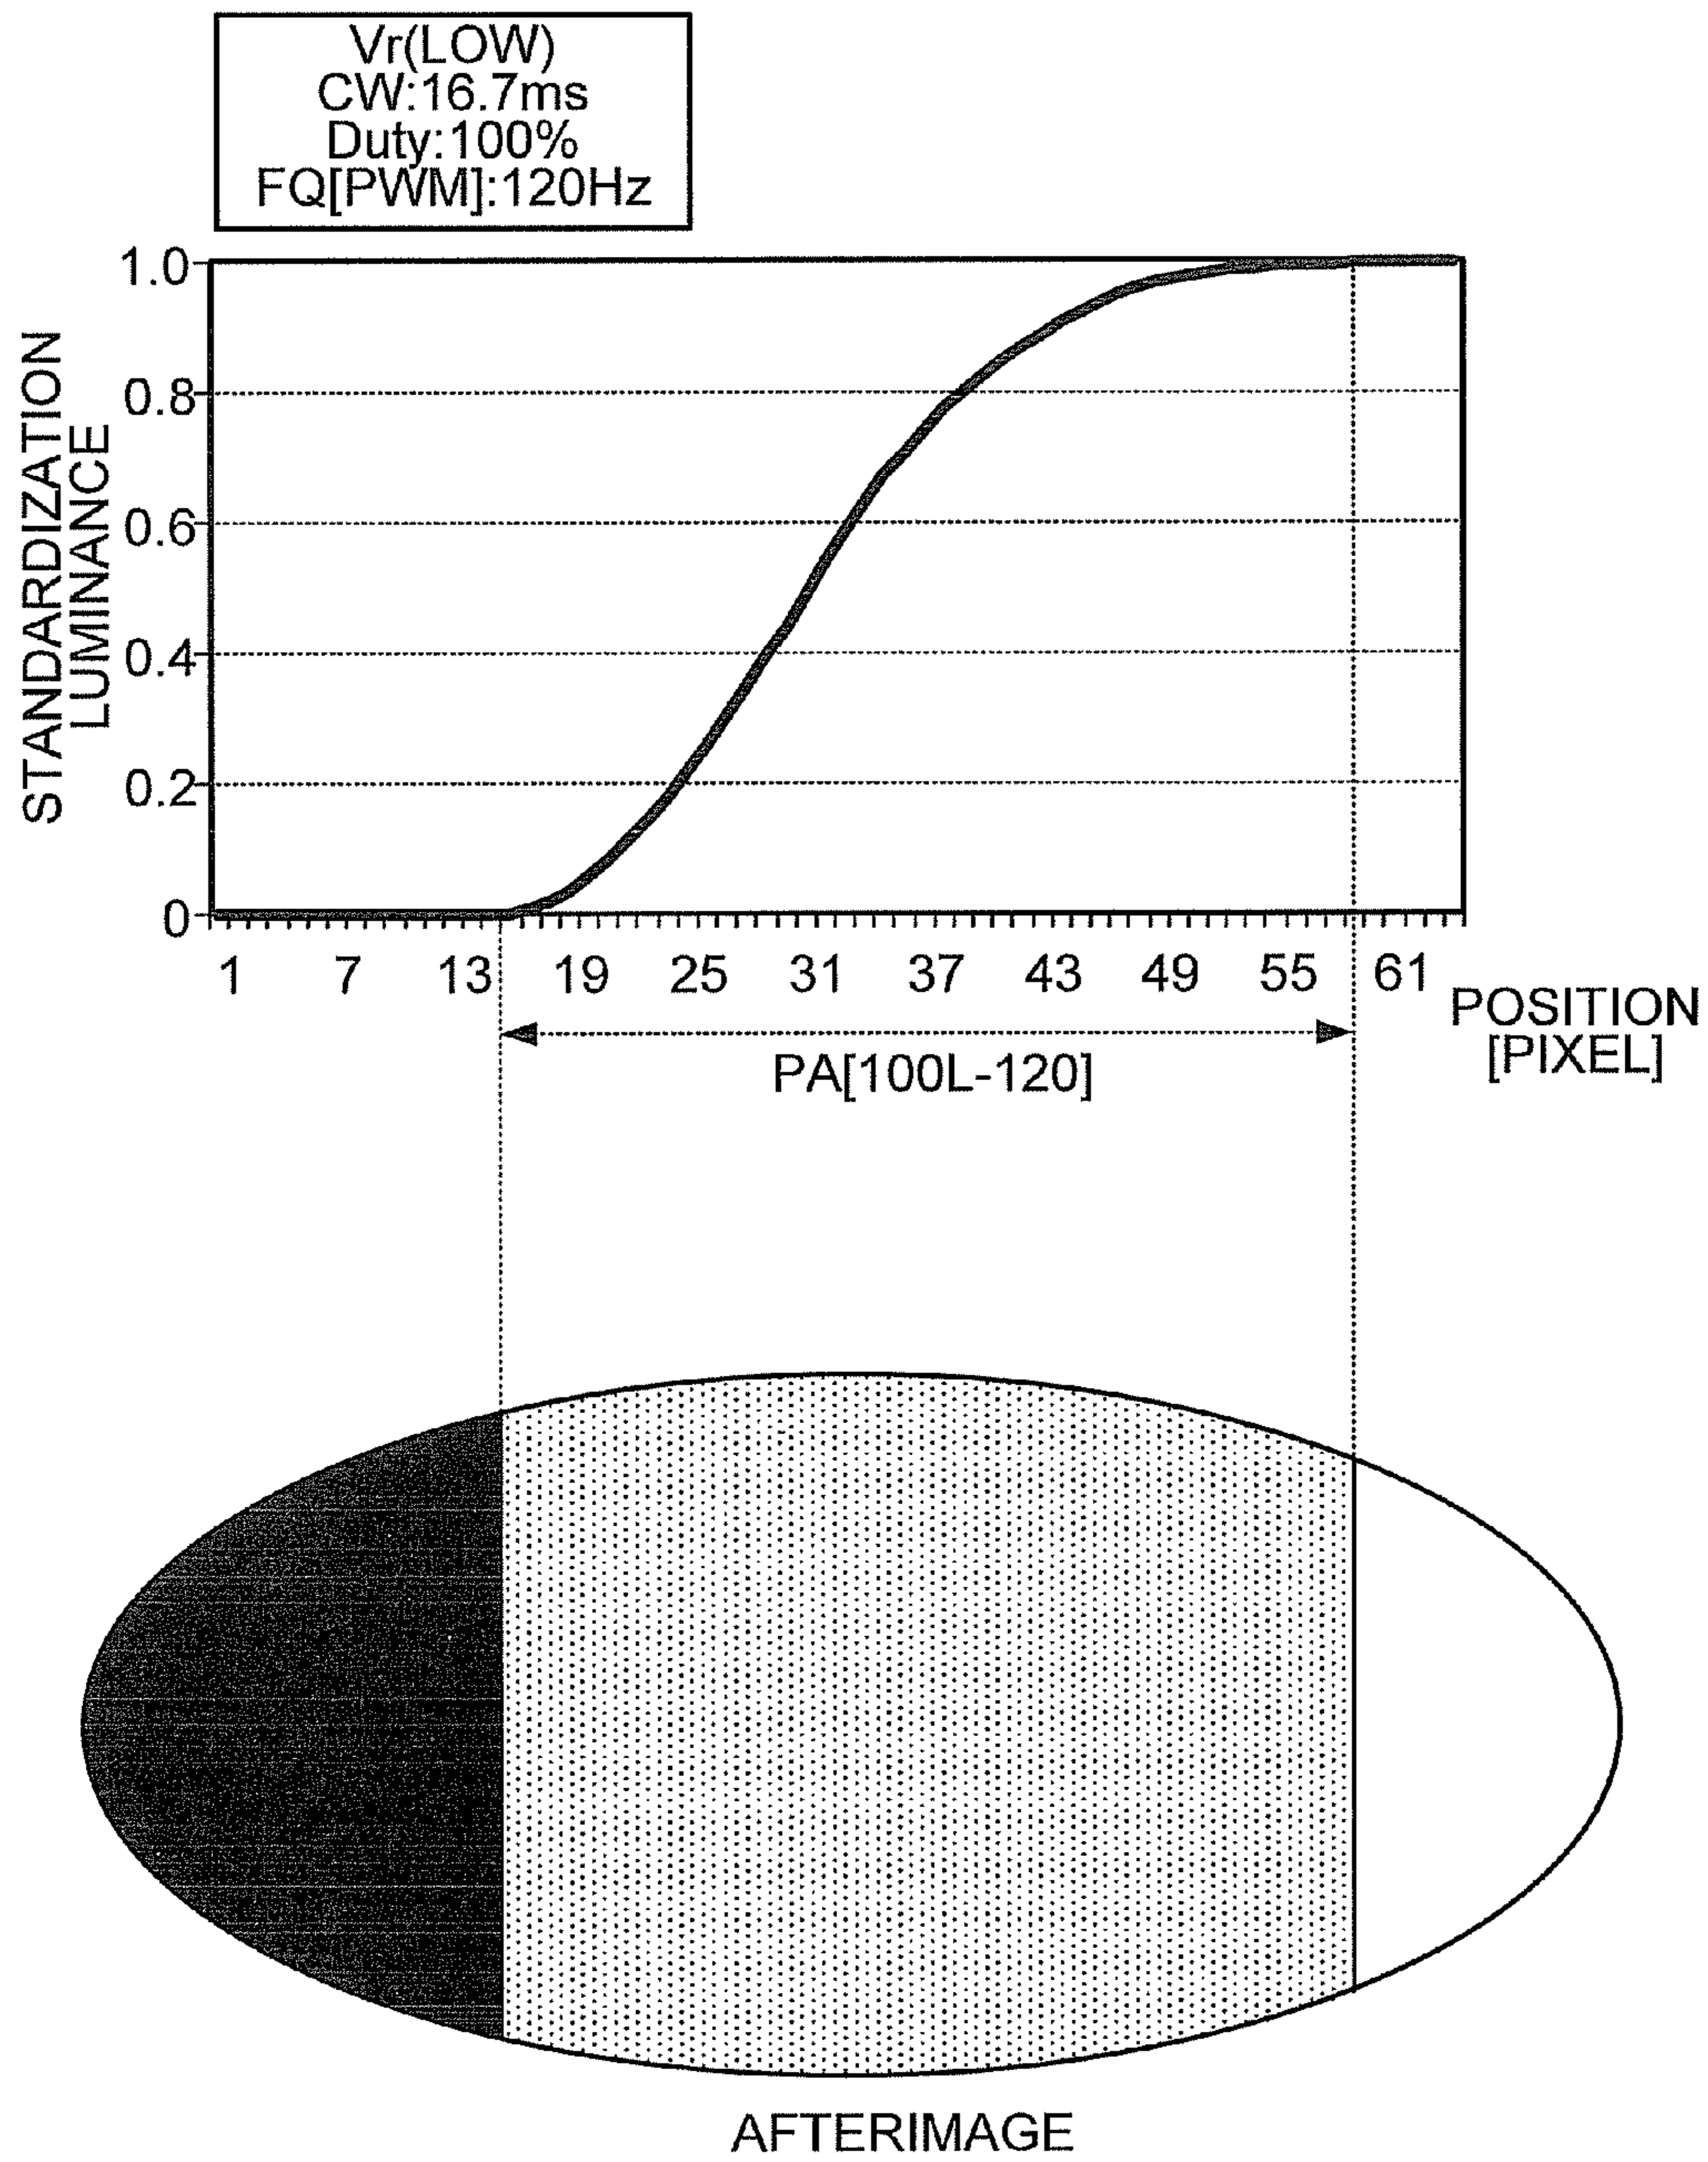 Vr(LOW)
CW:16.7ms
Duty:100%
FQ[PWM]:120Hz
STANDARDIZATION
LUMINANCE
1.0
0.8
0.6
0.4
0.2
0
1 7 13 19 25 31 37 43 49 55 61
POSITION
[PIXEL]
PA[100L-120]
AFTERIMAGE